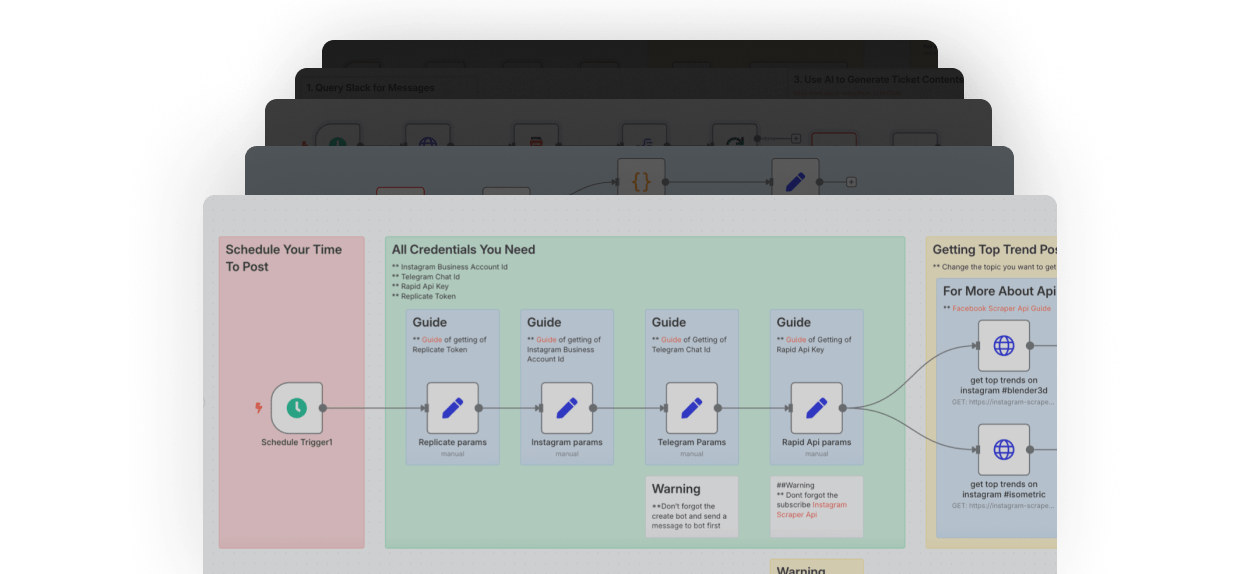 1. Query Slack for Messages
3. Use AI to Generate Ticket Contents
Schedule Your Time
To Post
All Credentials You Need
** Instagram Business Account Id
** Telegram Chat Id
** Rapid Api Key
** Replicate Token
Guide
** Guide of getting of
Replicate Token
Guide
** Guide of getting of
Instagram Business
Account Id
Guide
** Guide of Getting of
Telegram Chat Id
Guide
** Guide of Getting of
Rapid Api Key
Schedule Trigger1
Replicate params
manual
Instagram params
manual
Telegram Params
manual
Rapid Api params
manual
Warning
**Don't forgot the
create bot and send a
message to bot first
##Warning
** Dont forgot the
subscribe Instagram
Scraper Api
Getting Top Trend Pos
** Change the topic you want to get
For More About Api
** Facebook Scraper Api Guide
get top trends on
instagram #blender3d
GET: https://instagram-scrape...
get top trends on
instagram #isometric
GET: https://instagram-scrape...
Warning